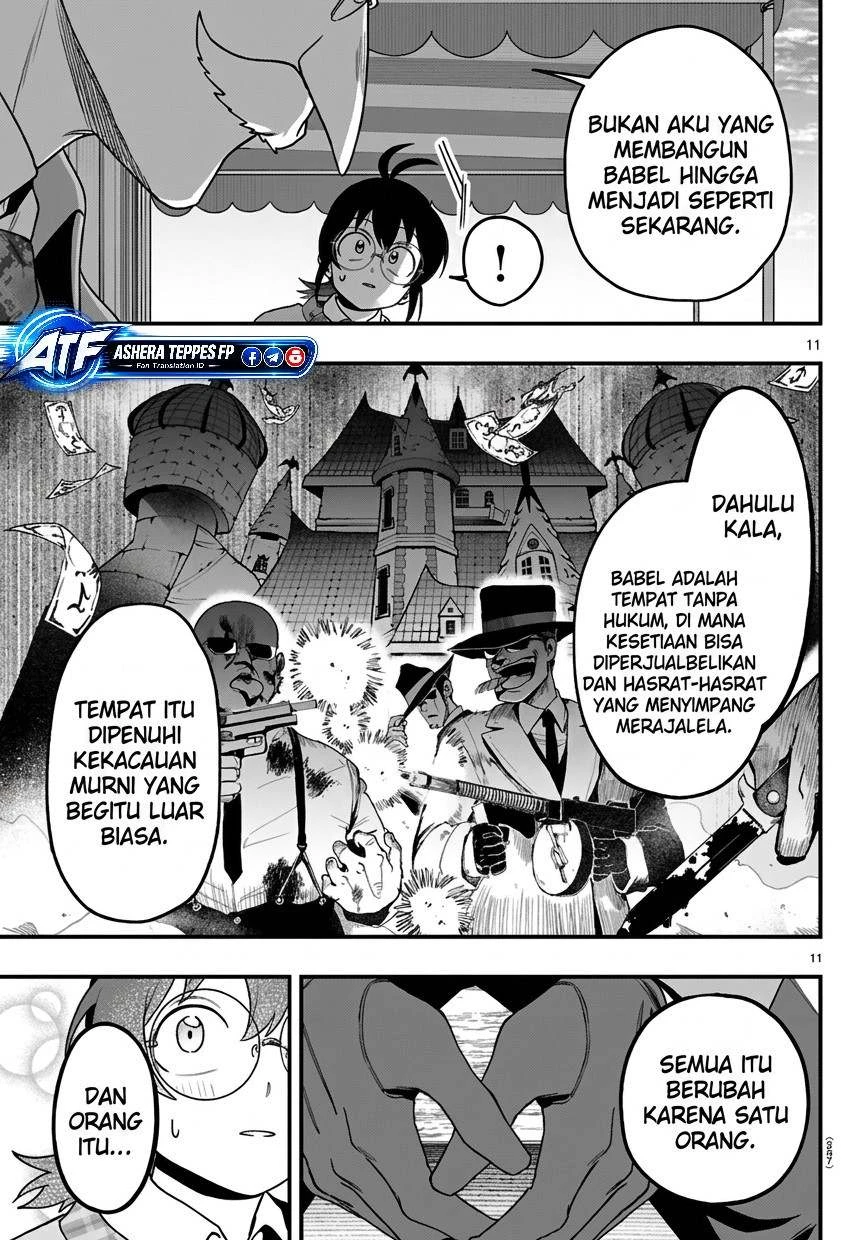 BUKAN AKU YANG
MEMBANGUN
BABEL HINGGA
MENJADI SEPERTI
SEKARANG.
!
ATF
ASHERA TEPPES FP
Fan Translation ID
11
DAHULU
KALA,
BABEL ADALAH
TEMPAT TANPA
HUKUM, DI MANA
KESETIAAN BISA
DIPERJUALBELIKAN
DAN HASRAT-HASRAT
YANG MENYIMPANG
MERAJALELA.
TEMPAT ITU
DIPENUHI
KEKACAUAN
MURNI YANG
BEGITU LUAR
BIASA.
11
SEMUA ITU
BERUBAH
KARENA SATU
ORANG.
DAN
ORANG
ITU...